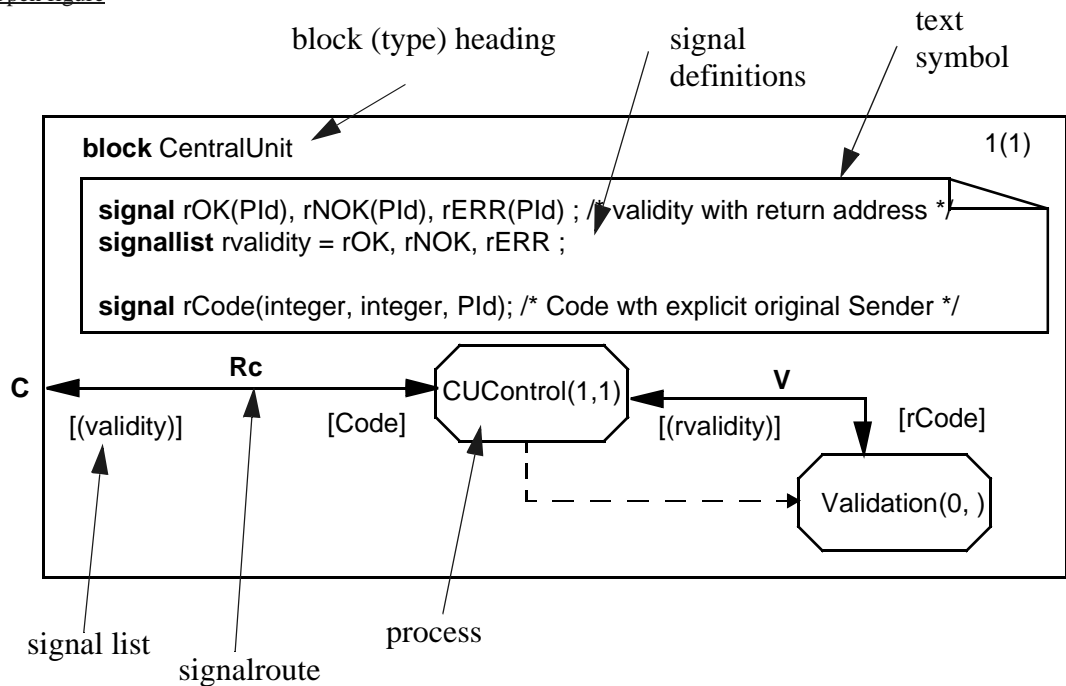 block (type) heading
signal
definitions
text
symbol
block CentralUnit
1(1)
signal rOK(PId), rNOK(PId), rERR(PId) ; /* validity with return address */
signallist rvalidity = rOK, rNOK, rERR ;
signal rCode(integer, integer, PId); /* Code wth explicit original Sender */
C
Rc
CUControl(1,1)
V
[(validity)]
[Code]
[(rvalidity)]
[rCode]
Validation(0, )
signal list
signalroute
process